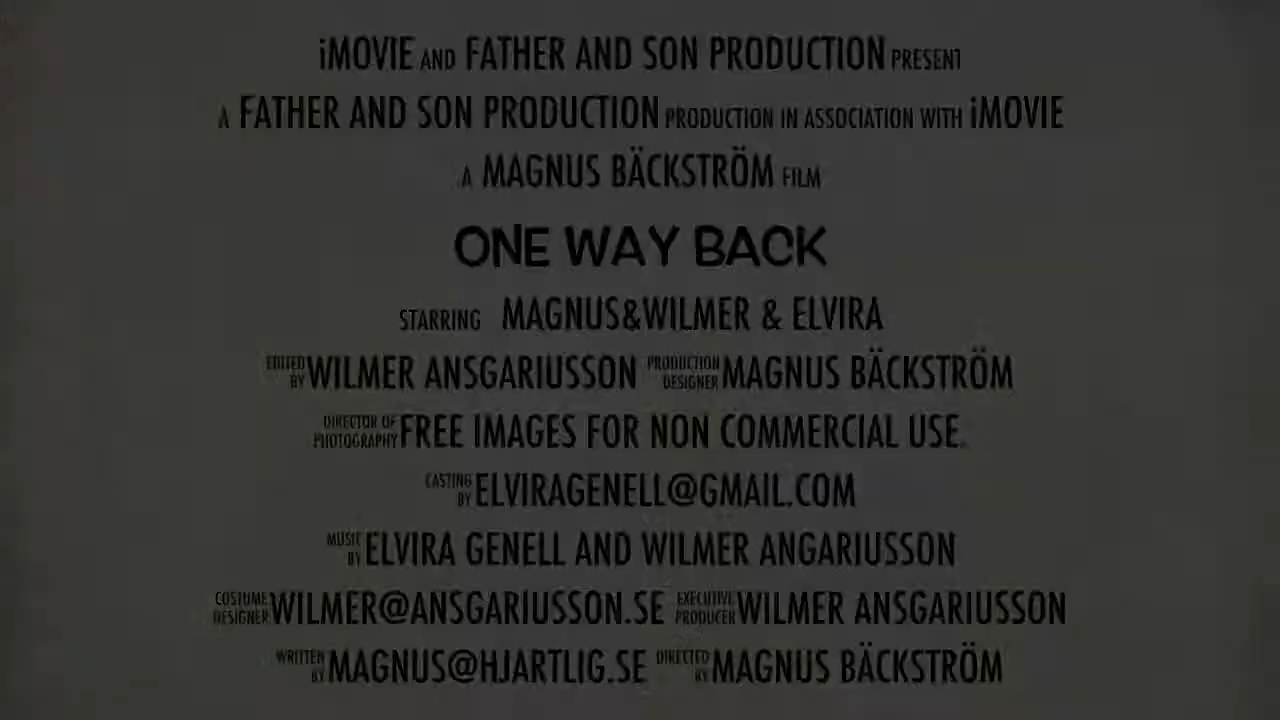 iMOVIE AND FATHER AND SON PRODUCTION PRESENT
A FATHER AND SON PRODUCTION PRODUCTION IN ASSOCIATION WITH iMOVIE
A MAGNUS BÄCKSTRÖM FILM
ONE WAY BACK
STARRING MAGNUS&WILMER & ELVIRA
EDITED BY WILMER ANSGARIUSSON PRODUCTION DESIGNER MAGNUS BÄCKSTRÖM
DIRECTOR OF PHOTOGRAPHY FREE IMAGES FOR NON COMMERCIAL USE.
CASTING BY ELVIRAGENELL@GMAIL.COM
MUSIC BY ELVIRA GENELL AND WILMER ANGARIUSSON
COSTUME DESIGNER WILMER@ANSGARIUSSON.SE EXECUTIVE PRODUCER WILMER ANSGARIUSSON
WRITTEN BY MAGNUS@HJARTLIG.SE DIRECTED BY MAGNUS BÄCKSTRÖM